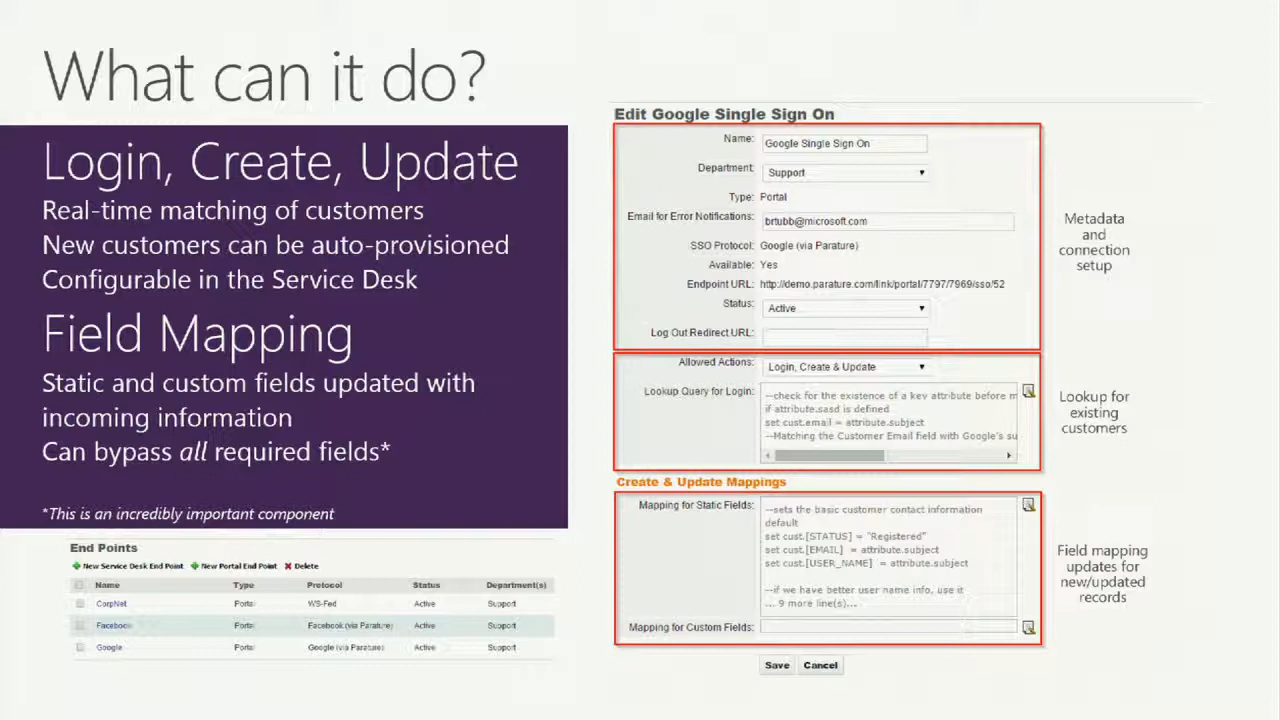 What can it do?
Login, Create, Update
Real-time matching of customers
New customers can be auto-provisioned
Configurable in the Service Desk
Field Mapping
Static and custom fields updated with
incoming information
Can bypass all required fields*
*This is an incredibly important component
End Points
New Service Desk End Point New Portal End Point Delete
Name Type Protocol Status Department(s)
CorpNet Portal WS-Fed Active Support
Facebook Portal Facebook (via Parature) Active Support
Google Portal Google (via Parature) Active Support
Edit Google Single Sign On
Name: Google Single Sign On
Department: Support
Type: Portal
Email for Error Notifications: brtubb@microsoft.com
SSO Protocol: Google (via Parature)
Available: Yes
Endpoint URL: http://demo.parature.com/link/portal/7797/7969/sso/52
Status: Active
Log Out Redirect URL:
Metadata
and
connection
setup
Allowed Actions: Login, Create & Update
Lookup Query for Login:
--check for the existence of a key attribute before m
if attribute.sasd is defined
set cust.email = attribute.subject
--Matching the Customer Email field with Google's su
Lookup for
existing
customers
Create & Update Mappings
Mapping for Static Fields:
--sets the basic customer contact information
default
set cust.[STATUS] = "Registered"
set cust.[EMAIL] = attribute.subject
set cust.[USER_NAME] = attribute.subject
--if we have better user name info, use it
... 9 more line(s)...
Mapping for Custom Fields:
Field mapping
updates for
new/updated
records
Save Cancel